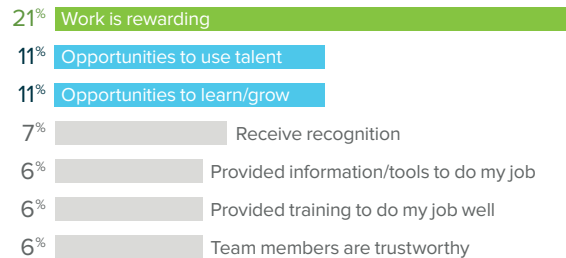 21% Work is rewarding
11% Opportunities to use talent
11% Opportunities to learn/grow
7% Receive recognition
6% Provided information/tools to do my job
6% Provided training to do my job well
6% Team members are trustworthy